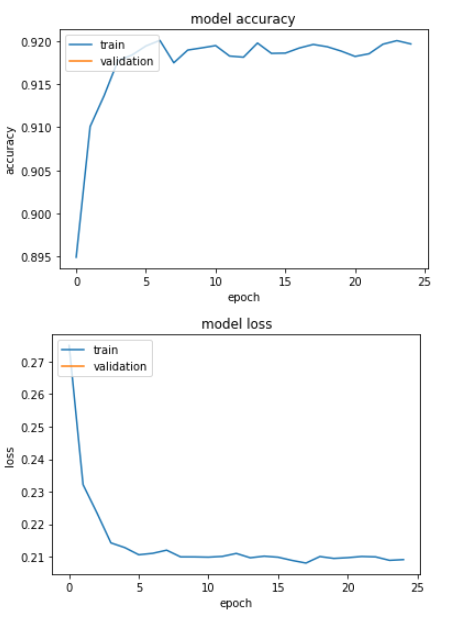 model accuracy
train
validation
0.920
0.915
0.910
0.905
0.900
0.895
accuracy
0 5 10 15 20 25
epoch
model loss
train
validation
0.27
0.26
0.25
0.24
0.23
0.22
0.21
loss
0 5 10 15 20 25
epoch